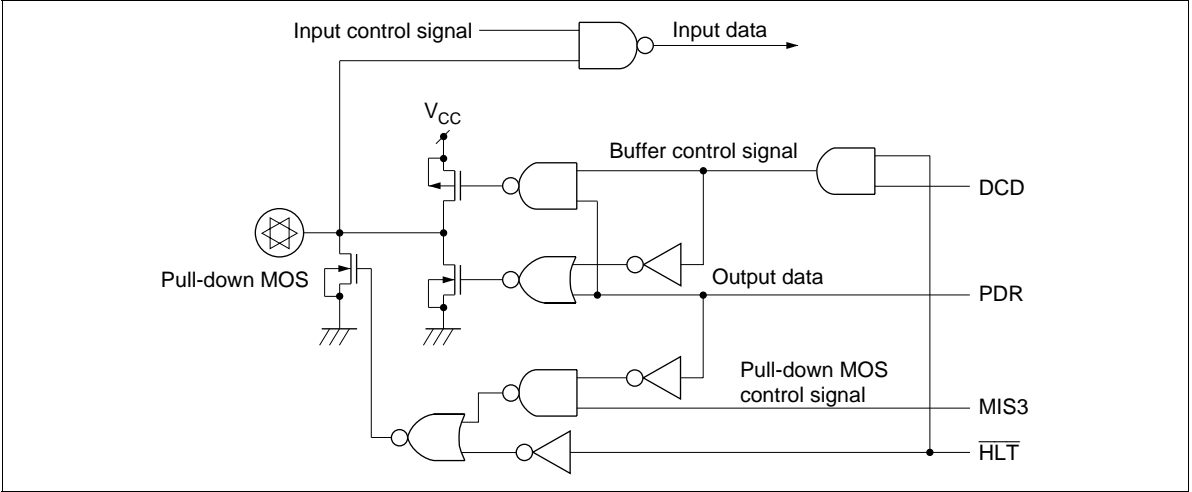 Input control signal
Input data
VCC
Buffer control signal
DCD
Pull-down MOS
Output data
PDR
Pull-down MOS
control signal
MIS3
H̅L̅T̅